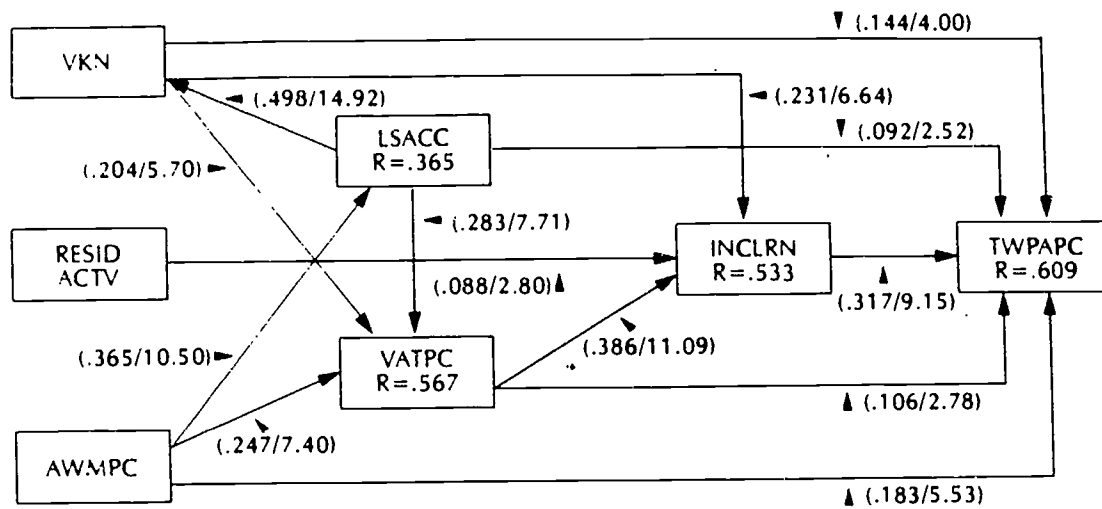 (.144/4.00)
VKN
(.498/14.92)
(.231/6.64)
LSACC
R=.365
(.092/2.52)
(.204/5.70)
(.283/7.71)
RESID
ACTV
INCLRN
R=.533
TWPAPC
R=.609
(.088/2.80)
(.317/9.15)
(.365/10.50)
VATPC
R=.567
(.386/11.09)
(.106/2.78)
(.247/7.40)
AWMPC
(.183/5.53)